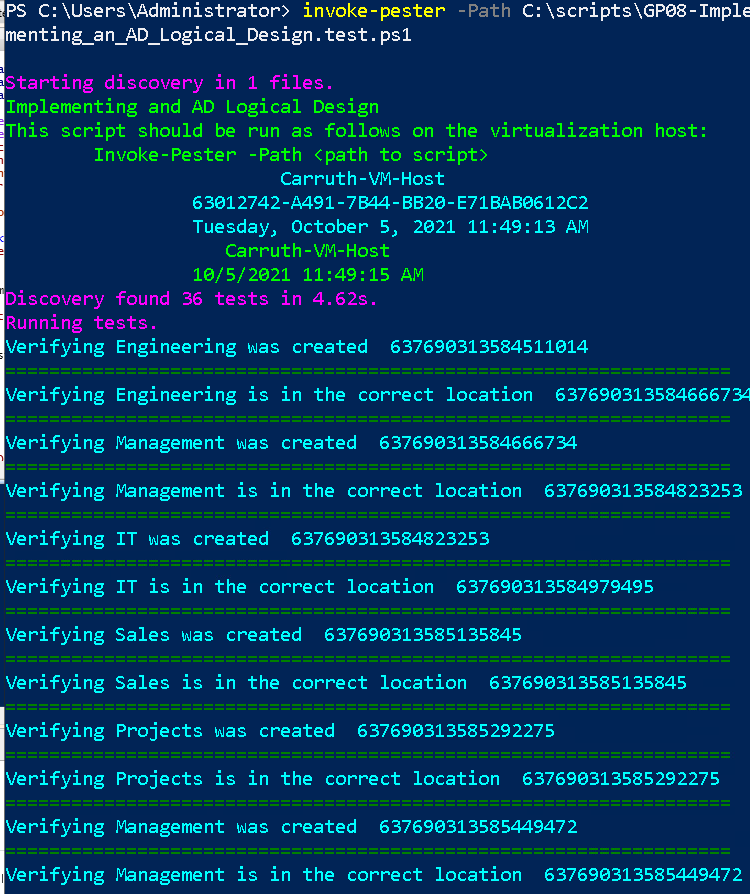 PS C:\Users\Administrator> invoke-pester -Path C:\scripts\GP08-Imple
menting_an_AD_Logical_Design.test.ps1
Starting discovery in 1 files.
Implementing and AD Logical Design
This script should be run as follows on the virtualization host:
Invoke-Pester -Path <path to script>
Carruth-VM-Host
63012742-A491-7B44-BB20-E71BAB0612C2
Tuesday, October 5, 2021 11:49:13 AM
Carruth-VM-Host
10/5/2021 11:49:15 AM
Discovery found 36 tests in 4.62s.
Running tests.
Verifying Engineering was created  637690313584511014
==================================================================
Verifying Engineering is in the correct location  637690313584666734
==================================================================
Verifying Management was created  637690313584666734
==================================================================
Verifying Management is in the correct location  637690313584823253
==================================================================
Verifying IT was created  637690313584823253
==================================================================
Verifying IT is in the correct location  637690313584979495
==================================================================
Verifying Sales was created  637690313585135845
==================================================================
Verifying Sales is in the correct location  637690313585135845
==================================================================
Verifying Projects was created  637690313585292275
==================================================================
Verifying Projects is in the correct location  637690313585292275
==================================================================
Verifying Management was created  637690313585449472
==================================================================
Verifying Management is in the correct location  637690313585449472